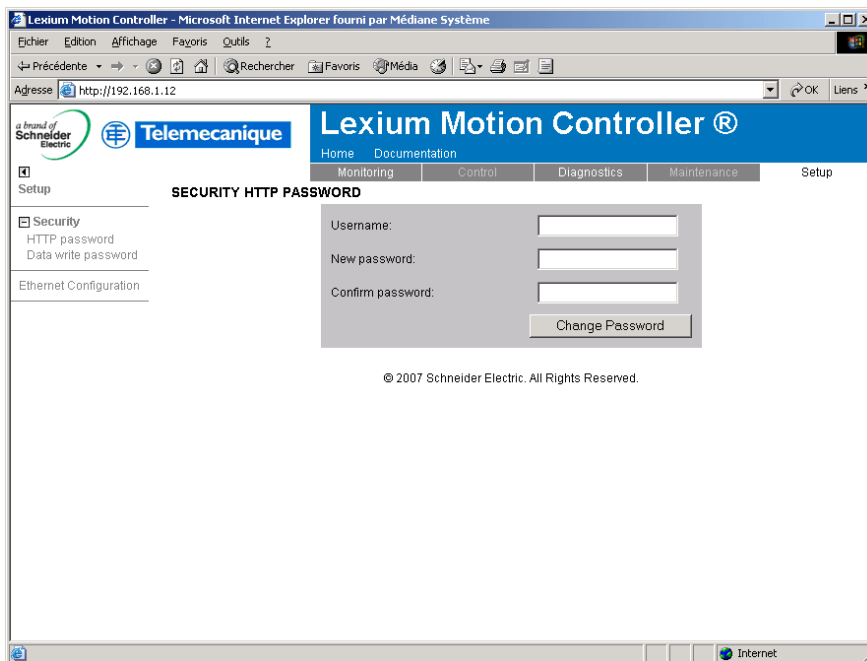 Lexium Motion Controller - Microsoft Internet Explorer fourni par Médiane Système
Fichier Edition Affichage Favoris Outils ?
Précédente Rechercher Favoris Média
Adresse http://192.168.1.12 OK Liens »
a brand of
Schneider
Electric
Telemecanique
Lexium Motion Controller ®
Home Documentation
Monitoring Control Diagnostics Maintenance Setup
Setup
SECURITY HTTP PASSWORD
Security
HTTP password
Data write password
Ethernet Configuration
Username:
New password:
Confirm password:
Change Password
© 2007 Schneider Electric. All Rights Reserved.
Internet